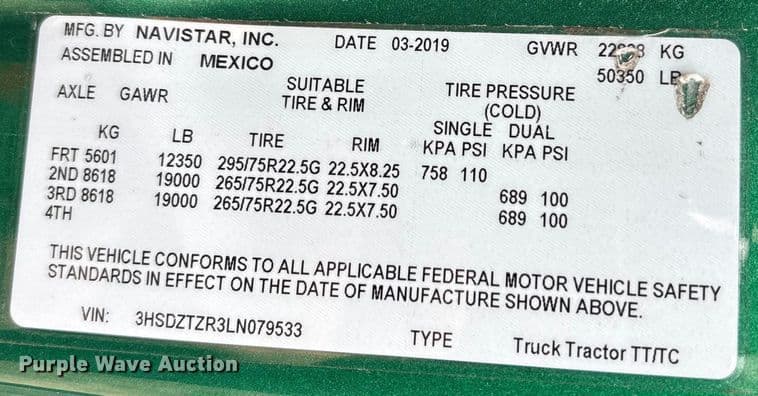 MFG. BY NAVISTAR, INC. DATE 03-2019 GVWR KG
ASSEMBLED IN MEXICO 50350 LB
AXLE GAWR SUITABLE TIRE PRESSURE
TIRE & RIM (COLD)
SINGLE DUAL
KG LB TIRE RIM KPA PSI KPA PSI
FRT 5601 12350 295/75R22.5G 22.5X8.25 758 110
2ND 8618 19000 265/75R22.5G 22.5X7.50 689 100
3RD 8618 19000 265/75R22.5G 22.5X7.50 689 100
4TH
THIS VEHICLE CONFORMS TO ALL APPLICABLE FEDERAL MOTOR VEHICLE SAFETY
STANDARDS IN EFFECT ON THE DATE OF MANUFACTURE SHOWN ABOVE.
VIN: 3HSDZTZR3LN079533 TYPE Truck Tractor TT/TC
Purple Wave Auction